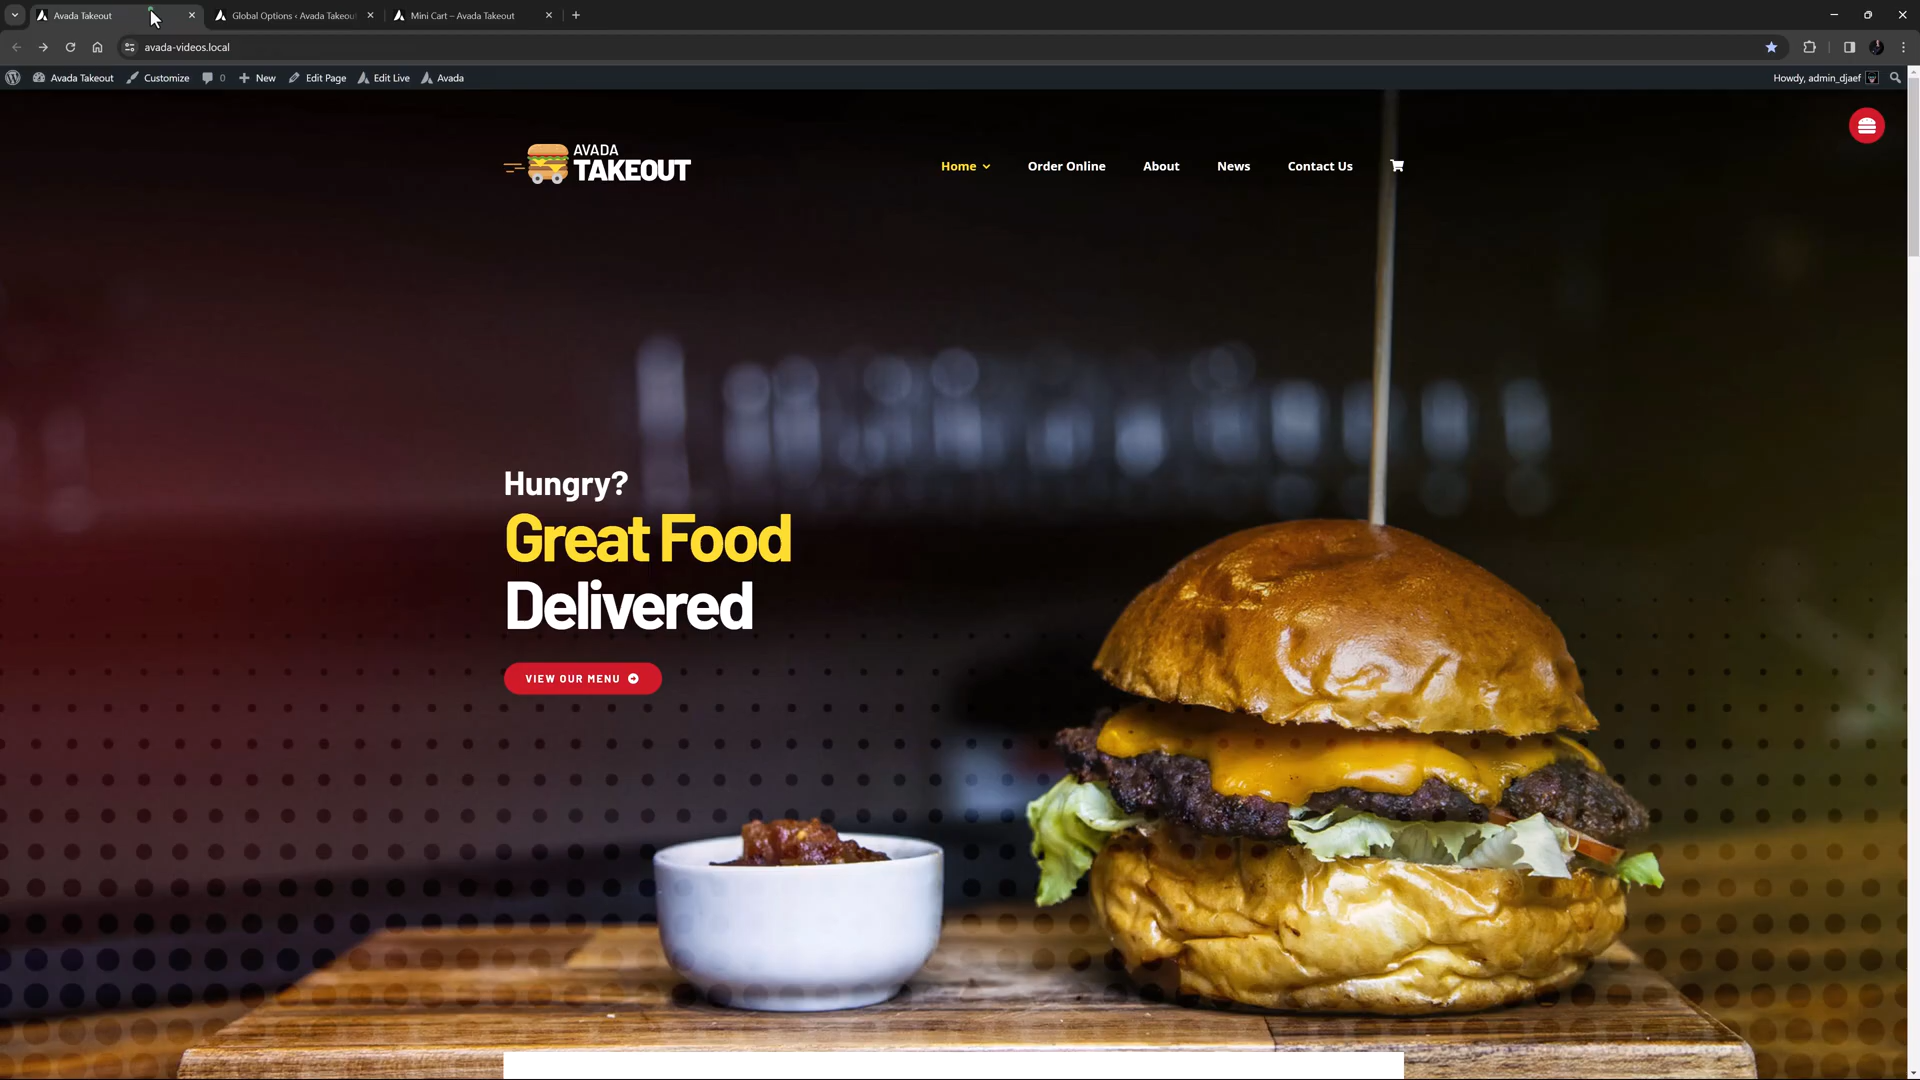 Avada Takeout
Global Options ‹ Avada Takeout
Mini Cart – Avada Takeout
avada-videos.local
Avada Takeout
Customize
0
New
Edit Page
Edit Live
Avada
Howdy, admin_djaef
AVADA
TAKEOUT
Home
Order Online
About
News
Contact Us
Hungry?
Great Food
Delivered
VIEW OUR MENU